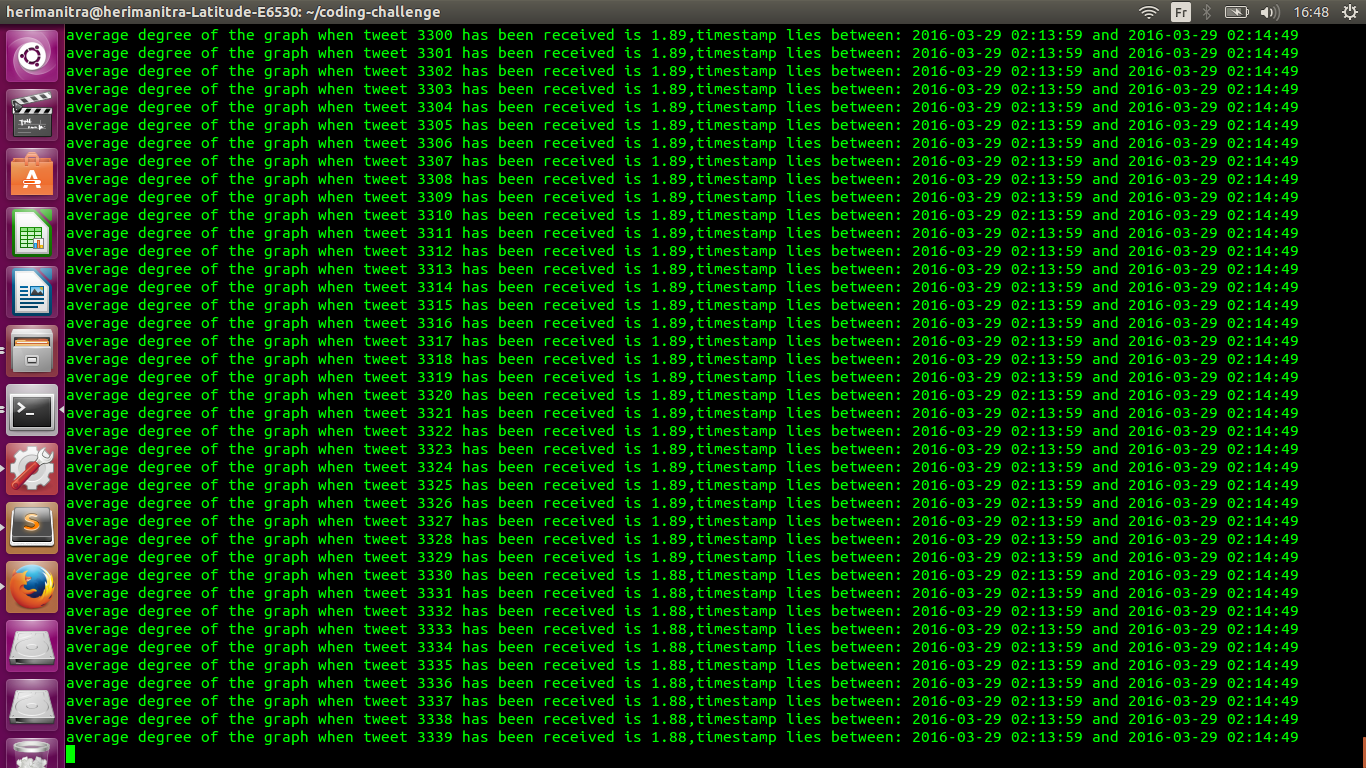 herimanitra@herimanitra-Latitude-E6530: ~/coding-challenge
Fr
16:48
average degree of the graph when tweet 3300 has been received is 1.89,timestamp lies between: 2016-03-29 02:13:59 and 2016-03-29 02:14:49
average degree of the graph when tweet 3301 has been received is 1.89,timestamp lies between: 2016-03-29 02:13:59 and 2016-03-29 02:14:49
average degree of the graph when tweet 3302 has been received is 1.89,timestamp lies between: 2016-03-29 02:13:59 and 2016-03-29 02:14:49
average degree of the graph when tweet 3303 has been received is 1.89,timestamp lies between: 2016-03-29 02:13:59 and 2016-03-29 02:14:49
average degree of the graph when tweet 3304 has been received is 1.89,timestamp lies between: 2016-03-29 02:13:59 and 2016-03-29 02:14:49
average degree of the graph when tweet 3305 has been received is 1.89,timestamp lies between: 2016-03-29 02:13:59 and 2016-03-29 02:14:49
average degree of the graph when tweet 3306 has been received is 1.89,timestamp lies between: 2016-03-29 02:13:59 and 2016-03-29 02:14:49
average degree of the graph when tweet 3307 has been received is 1.89,timestamp lies between: 2016-03-29 02:13:59 and 2016-03-29 02:14:49
average degree of the graph when tweet 3308 has been received is 1.89,timestamp lies between: 2016-03-29 02:13:59 and 2016-03-29 02:14:49
average degree of the graph when tweet 3309 has been received is 1.89,timestamp lies between: 2016-03-29 02:13:59 and 2016-03-29 02:14:49
average degree of the graph when tweet 3310 has been received is 1.89,timestamp lies between: 2016-03-29 02:13:59 and 2016-03-29 02:14:49
average degree of the graph when tweet 3311 has been received is 1.89,timestamp lies between: 2016-03-29 02:13:59 and 2016-03-29 02:14:49
average degree of the graph when tweet 3312 has been received is 1.89,timestamp lies between: 2016-03-29 02:13:59 and 2016-03-29 02:14:49
average degree of the graph when tweet 3313 has been received is 1.89,timestamp lies between: 2016-03-29 02:13:59 and 2016-03-29 02:14:49
average degree of the graph when tweet 3314 has been received is 1.89,timestamp lies between: 2016-03-29 02:13:59 and 2016-03-29 02:14:49
average degree of the graph when tweet 3315 has been received is 1.89,timestamp lies between: 2016-03-29 02:13:59 and 2016-03-29 02:14:49
average degree of the graph when tweet 3316 has been received is 1.89,timestamp lies between: 2016-03-29 02:13:59 and 2016-03-29 02:14:49
average degree of the graph when tweet 3317 has been received is 1.89,timestamp lies between: 2016-03-29 02:13:59 and 2016-03-29 02:14:49
average degree of the graph when tweet 3318 has been received is 1.89,timestamp lies between: 2016-03-29 02:13:59 and 2016-03-29 02:14:49
average degree of the graph when tweet 3319 has been received is 1.89,timestamp lies between: 2016-03-29 02:13:59 and 2016-03-29 02:14:49
average degree of the graph when tweet 3320 has been received is 1.89,timestamp lies between: 2016-03-29 02:13:59 and 2016-03-29 02:14:49
average degree of the graph when tweet 3321 has been received is 1.89,timestamp lies between: 2016-03-29 02:13:59 and 2016-03-29 02:14:49
average degree of the graph when tweet 3322 has been received is 1.89,timestamp lies between: 2016-03-29 02:13:59 and 2016-03-29 02:14:49
average degree of the graph when tweet 3323 has been received is 1.89,timestamp lies between: 2016-03-29 02:13:59 and 2016-03-29 02:14:49
average degree of the graph when tweet 3324 has been received is 1.89,timestamp lies between: 2016-03-29 02:13:59 and 2016-03-29 02:14:49
average degree of the graph when tweet 3325 has been received is 1.89,timestamp lies between: 2016-03-29 02:13:59 and 2016-03-29 02:14:49
average degree of the graph when tweet 3326 has been received is 1.89,timestamp lies between: 2016-03-29 02:13:59 and 2016-03-29 02:14:49
average degree of the graph when tweet 3327 has been received is 1.89,timestamp lies between: 2016-03-29 02:13:59 and 2016-03-29 02:14:49
average degree of the graph when tweet 3328 has been received is 1.89,timestamp lies between: 2016-03-29 02:13:59 and 2016-03-29 02:14:49
average degree of the graph when tweet 3329 has been received is 1.89,timestamp lies between: 2016-03-29 02:13:59 and 2016-03-29 02:14:49
average degree of the graph when tweet 3330 has been received is 1.88,timestamp lies between: 2016-03-29 02:13:59 and 2016-03-29 02:14:49
average degree of the graph when tweet 3331 has been received is 1.88,timestamp lies between: 2016-03-29 02:13:59 and 2016-03-29 02:14:49
average degree of the graph when tweet 3332 has been received is 1.88,timestamp lies between: 2016-03-29 02:13:59 and 2016-03-29 02:14:49
average degree of the graph when tweet 3333 has been received is 1.88,timestamp lies between: 2016-03-29 02:13:59 and 2016-03-29 02:14:49
average degree of the graph when tweet 3334 has been received is 1.88,timestamp lies between: 2016-03-29 02:13:59 and 2016-03-29 02:14:49
average degree of the graph when tweet 3335 has been received is 1.88,timestamp lies between: 2016-03-29 02:13:59 and 2016-03-29 02:14:49
average degree of the graph when tweet 3336 has been received is 1.88,timestamp lies between: 2016-03-29 02:13:59 and 2016-03-29 02:14:49
average degree of the graph when tweet 3337 has been received is 1.88,timestamp lies between: 2016-03-29 02:13:59 and 2016-03-29 02:14:49
average degree of the graph when tweet 3338 has been received is 1.88,timestamp lies between: 2016-03-29 02:13:59 and 2016-03-29 02:14:49
average degree of the graph when tweet 3339 has been received is 1.88,timestamp lies between: 2016-03-29 02:13:59 and 2016-03-29 02:14:49